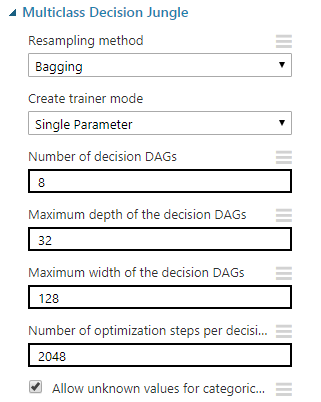 Multiclass Decision Jungle
Resampling method
Bagging
Create trainer mode
Single Parameter
Number of decision DAGs
8
Maximum depth of the decision DAGs
32
Maximum width of the decision DAGs
128
Number of optimization steps per decisi...
2048
Allow unknown values for categoric...